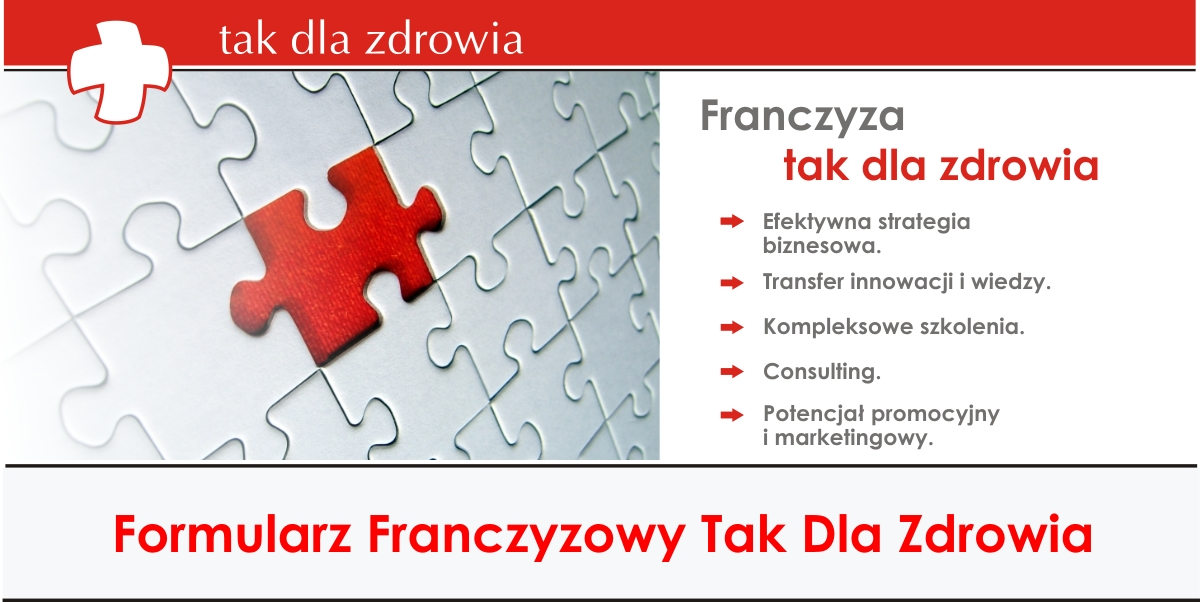 tak dla zdrowia
Franczyza
tak dla zdrowia
Efektywna strategia
biznesowa.
Transfer innowacji i wiedzy.
Kompleksowe szkolenia.
Consulting.
Potencjał promocyjny
i marketingowy.
Formularz Franczyzowy Tak Dla Zdrowia